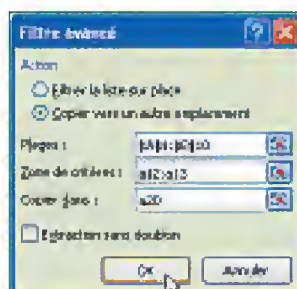 Filtre avancé
Action
Filtrer la liste sur place
Copier vers un autre emplacement
Plages :
Zone de critères :
Copier dans : a20
Extraction sans doublon
OK Annuler